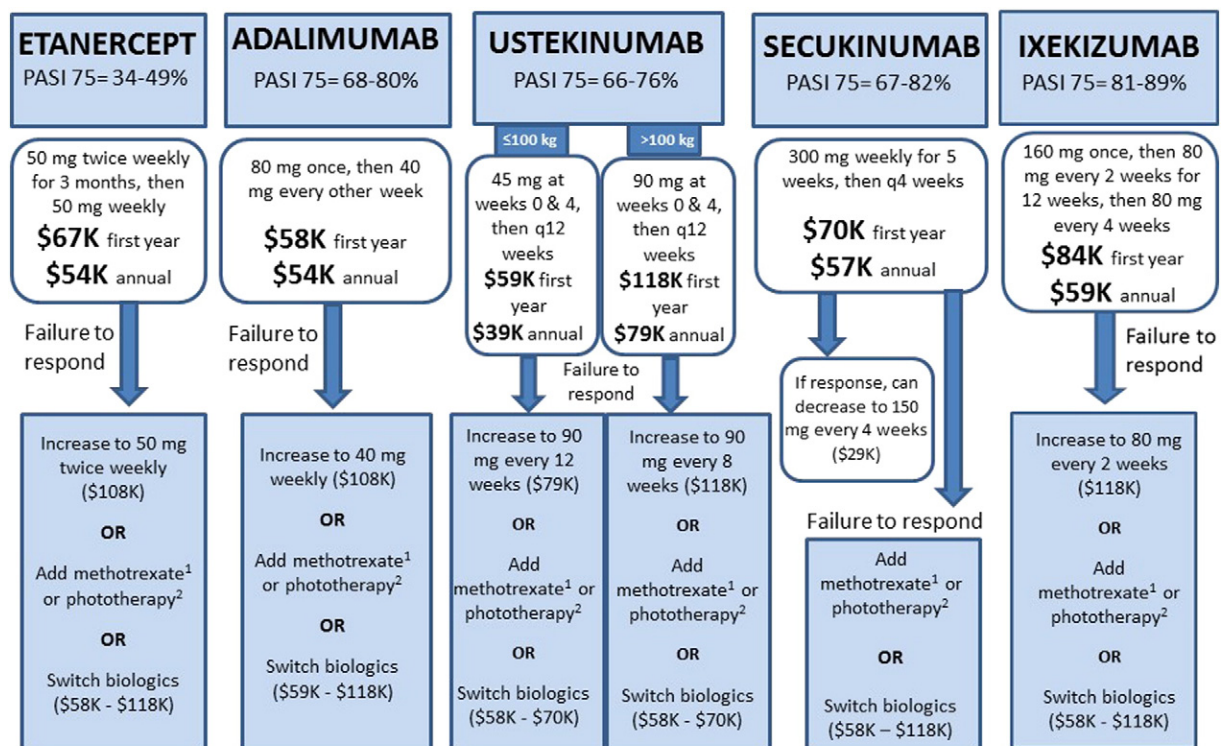 ETANERCEPT
PASI 75= 34-49%
50 mg twice weekly
for 3 months, then
50 mg weekly
$67K first year
$54K annual
Failure to
respond
Increase to 50 mg
twice weekly
($108K)
OR
Add methotrexate¹
or phototherapy²
OR
Switch biologics
($58K - $118K)
ADALIMUMAB
PASI 75= 68-80%
80 mg once, then 40
mg every other week
$58K first year
$54K annual
Failure to
respond
Increase to 40 mg
weekly ($108K)
OR
Add methotrexate¹
or phototherapy²
OR
Switch biologics
($59K - $118K)
USTEKINUMAB
PASI 75= 66-76%
≤100 kg
45 mg at
weeks 0 & 4,
then q12
weeks
$59K first
year
$39K annual
>100 kg
90 mg at
weeks 0 & 4,
then q12
weeks
$118K first
year
$79K annual
Failure to
respond
Increase to 90
mg every 12
weeks ($79K)
OR
Add
methotrexate¹ or
phototherapy²
OR
Switch biologics
($58K - $70K)
Increase to 90
mg every 8
weeks ($118K)
OR
Add
methotrexate¹ or
phototherapy²
OR
Switch biologics
($58K - $70K)
SECUKINUMAB
PASI 75= 67-82%
300 mg weekly for 5
weeks, then q4 weeks
$70K first year
$57K annual
If response, can
decrease to 150
mg every 4 weeks
($29K)
Failure to respond
Add
methotrexate¹ or
phototherapy²
OR
Switch biologics
($58K – $118K)
IXEKIZUMAB
PASI 75= 81-89%
160 mg once, then 80
mg every 2 weeks for
12 weeks, then 80 mg
every 4 weeks
$84K first year
$59K annual
Failure to
respond
Increase to 80 mg
every 2 weeks
($118K)
OR
Add
methotrexate¹ or
phototherapy²
OR
Switch biologics
($58K - $118K)